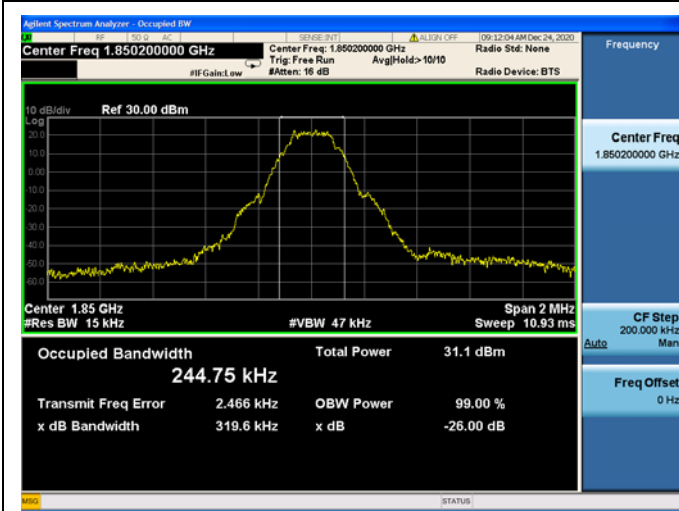 Agilent Spectrum Analyzer - Occupied BW
RF 50 Ω AC SENSE:INT ALIGN OFF 09:12:04 AM Dec 24, 2020
Center Freq 1.850200000 GHz Center Freq: 1.850200000 GHz Radio Std: None Frequency
Trig: Free Run Avg|Hold:> 10/10
#IFGain:Low #Atten: 16 dB Radio Device: BTS
10 dB/div Ref 30.00 dBm
Log
20.0
10.0
0.00
-10.0
-20.0
-30.0
-40.0
-50.0
-60.0
Center Freq
1.850200000 GHz
Center 1.85 GHz Span 2 MHz
#Res BW 15 kHz #VBW 47 kHz Sweep 10.93 ms
CF Step
200.000 kHz
Auto Man
Occupied Bandwidth Total Power 31.1 dBm
244.75 kHz
Freq Offset
0 Hz
Transmit Freq Error 2.466 kHz OBW Power 99.00 %
x dB Bandwidth 319.6 kHz x dB -26.00 dB
MSG STATUS